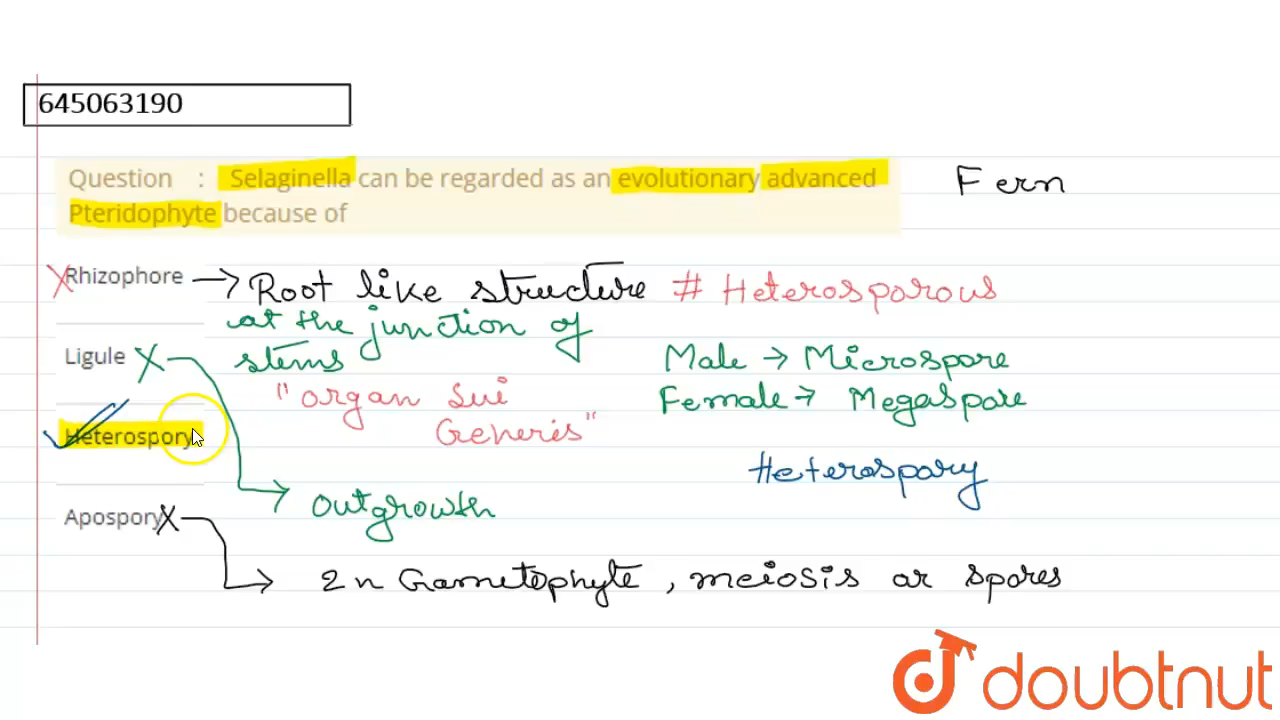 645063190
Question : Selaginella can be regarded as an evolutionary advanced
Pteridophyte because of
Fern
X Rhizophore → Root like structure # Heterosporous
at the junction of
stems
Ligule X
Male → Microspore
"organ Sui
Generis"
Female → Megaspore
Heterospory
Heterospory
Outgrowth
Apospory X
2n Gametophyte, meiosis or spores
doubtnut